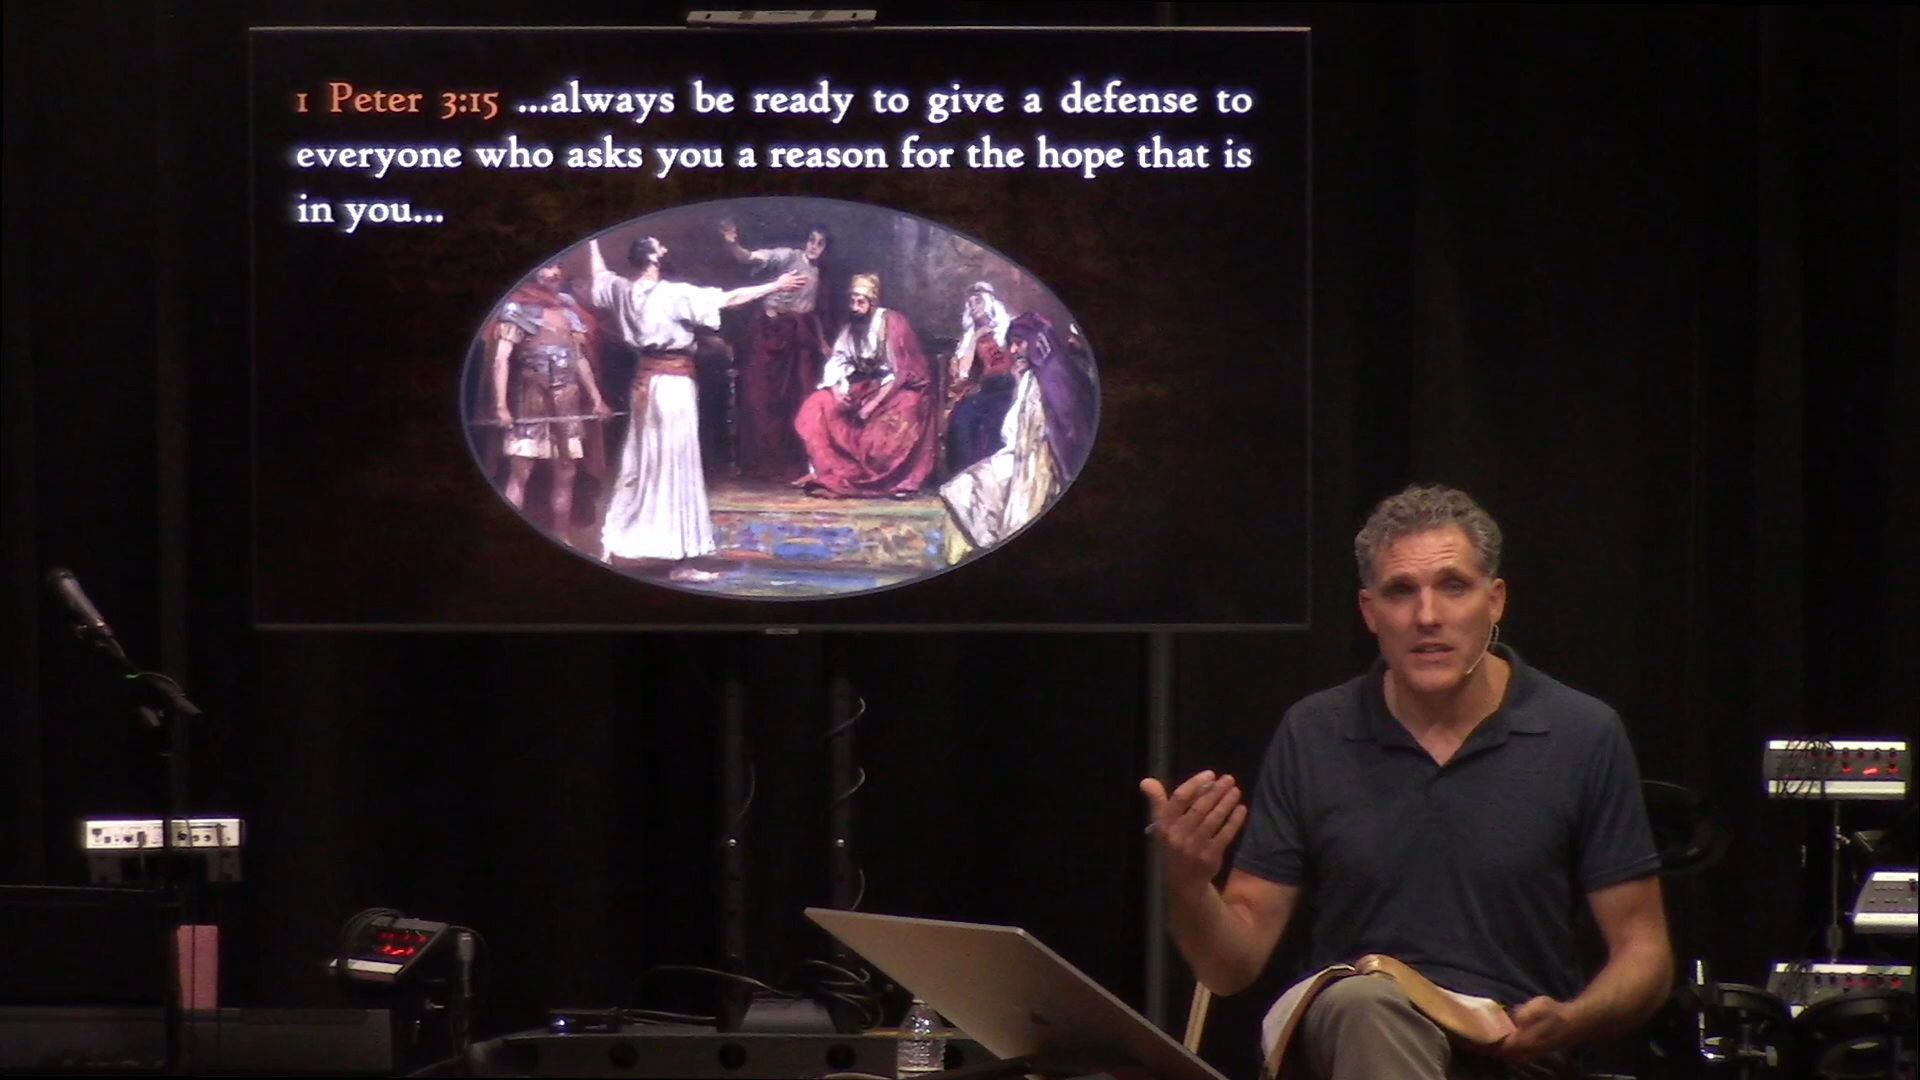 1 Peter 3:15 ...always be ready to give a defense to
everyone who asks you a reason for the hope that is
in you...